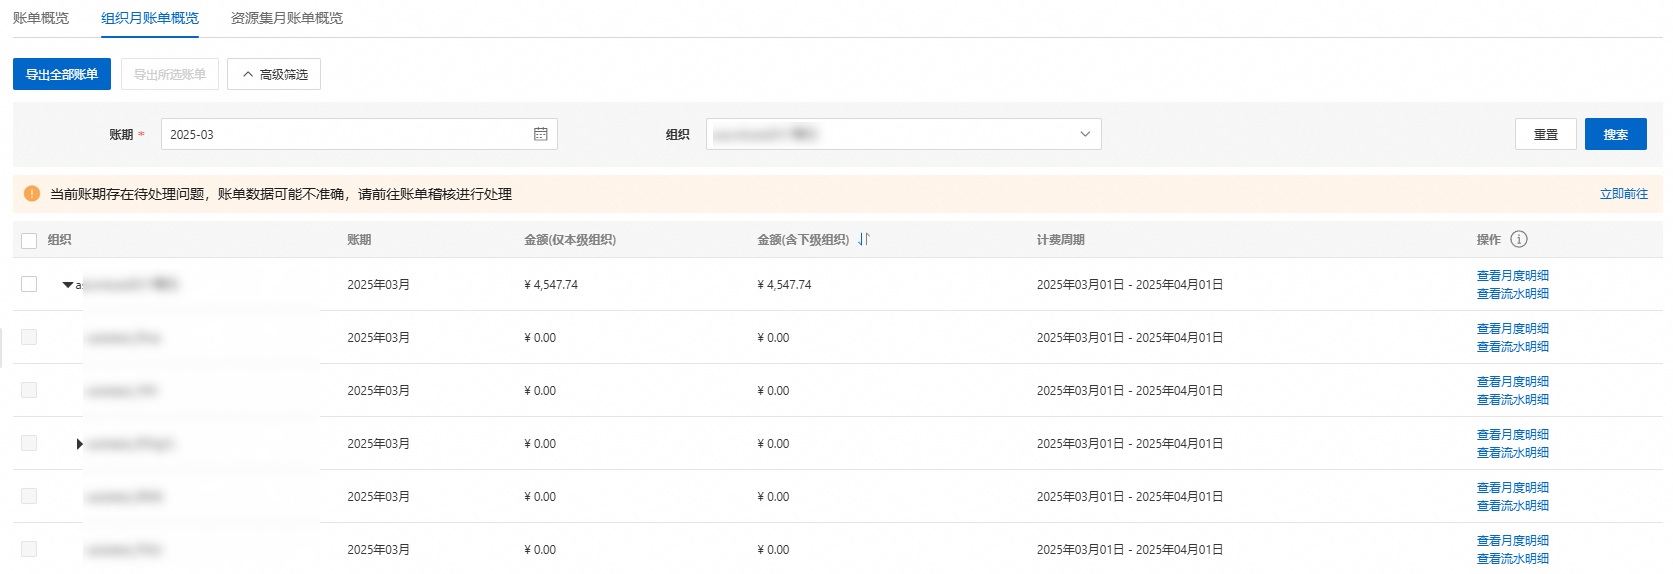 账单概览 组织月账单概览 资源集月账单概览
导出全部账单 导出所选账单 高级筛选
账期 * 2025-03 组织 重置 搜索
当前账期存在待处理问题，账单数据可能不准确，请前往账单稽核进行处理 立即前往
组织 账期 金额(仅本级组织) 金额(含下级组织) 计费周期 操作
2025年03月 ¥ 4,547.74 ¥ 4,547.74 2025年03月01日 - 2025年04月01日 查看月度明细
查看流水明细
2025年03月 ¥ 0.00 ¥ 0.00 2025年03月01日 - 2025年04月01日 查看月度明细
查看流水明细
2025年03月 ¥ 0.00 ¥ 0.00 2025年03月01日 - 2025年04月01日 查看月度明细
查看流水明细
2025年03月 ¥ 0.00 ¥ 0.00 2025年03月01日 - 2025年04月01日 查看月度明细
查看流水明细
2025年03月 ¥ 0.00 ¥ 0.00 2025年03月01日 - 2025年04月01日 查看月度明细
查看流水明细
2025年03月 ¥ 0.00 ¥ 0.00 2025年03月01日 - 2025年04月01日 查看月度明细
查看流水明细